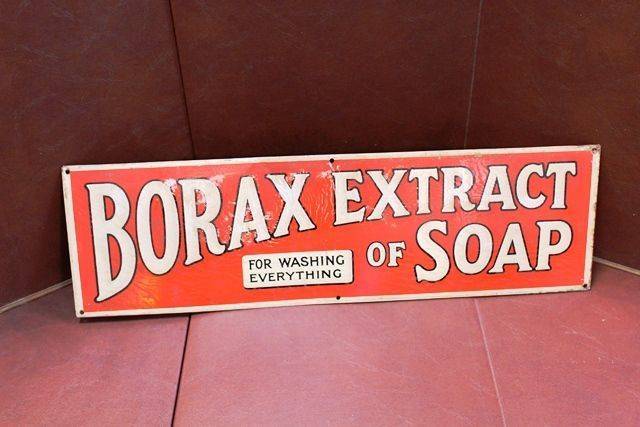 BORAX EXTRACT
OF SOAP
FOR WASHING
EVERYTHING